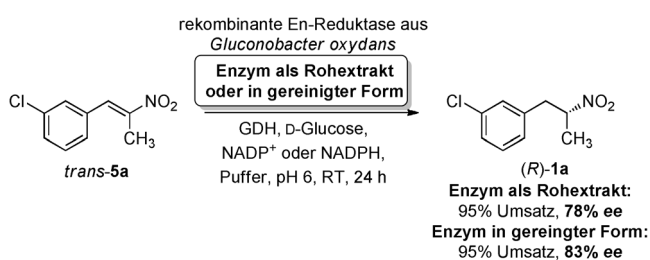 rekombinante En-Reduktase aus
Gluconobacter oxydans
Enzym als Rohextrakt
oder in gereinigter Form
GDH, D-Glucose,
NADP⁺ oder NADPH,
Puffer, pH 6, RT, 24 h
Cl
NO₂
CH₃
trans-5a
Cl
NO₂
CH₃
(R)-1a
Enzym als Rohextrakt:
95% Umsatz, 78% ee
Enzym in gereingter Form:
95% Umsatz, 83% ee